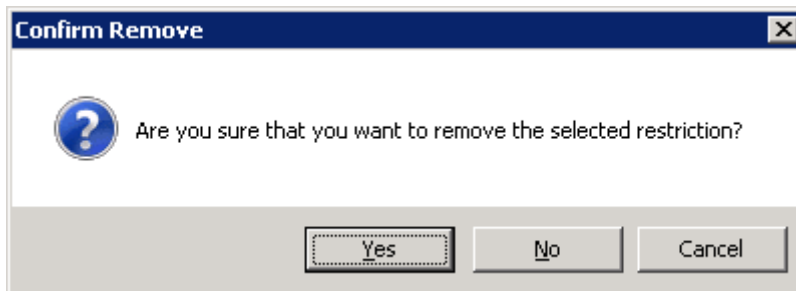 Confirm Remove
Are you sure that you want to remove the selected restriction?
Yes No Cancel